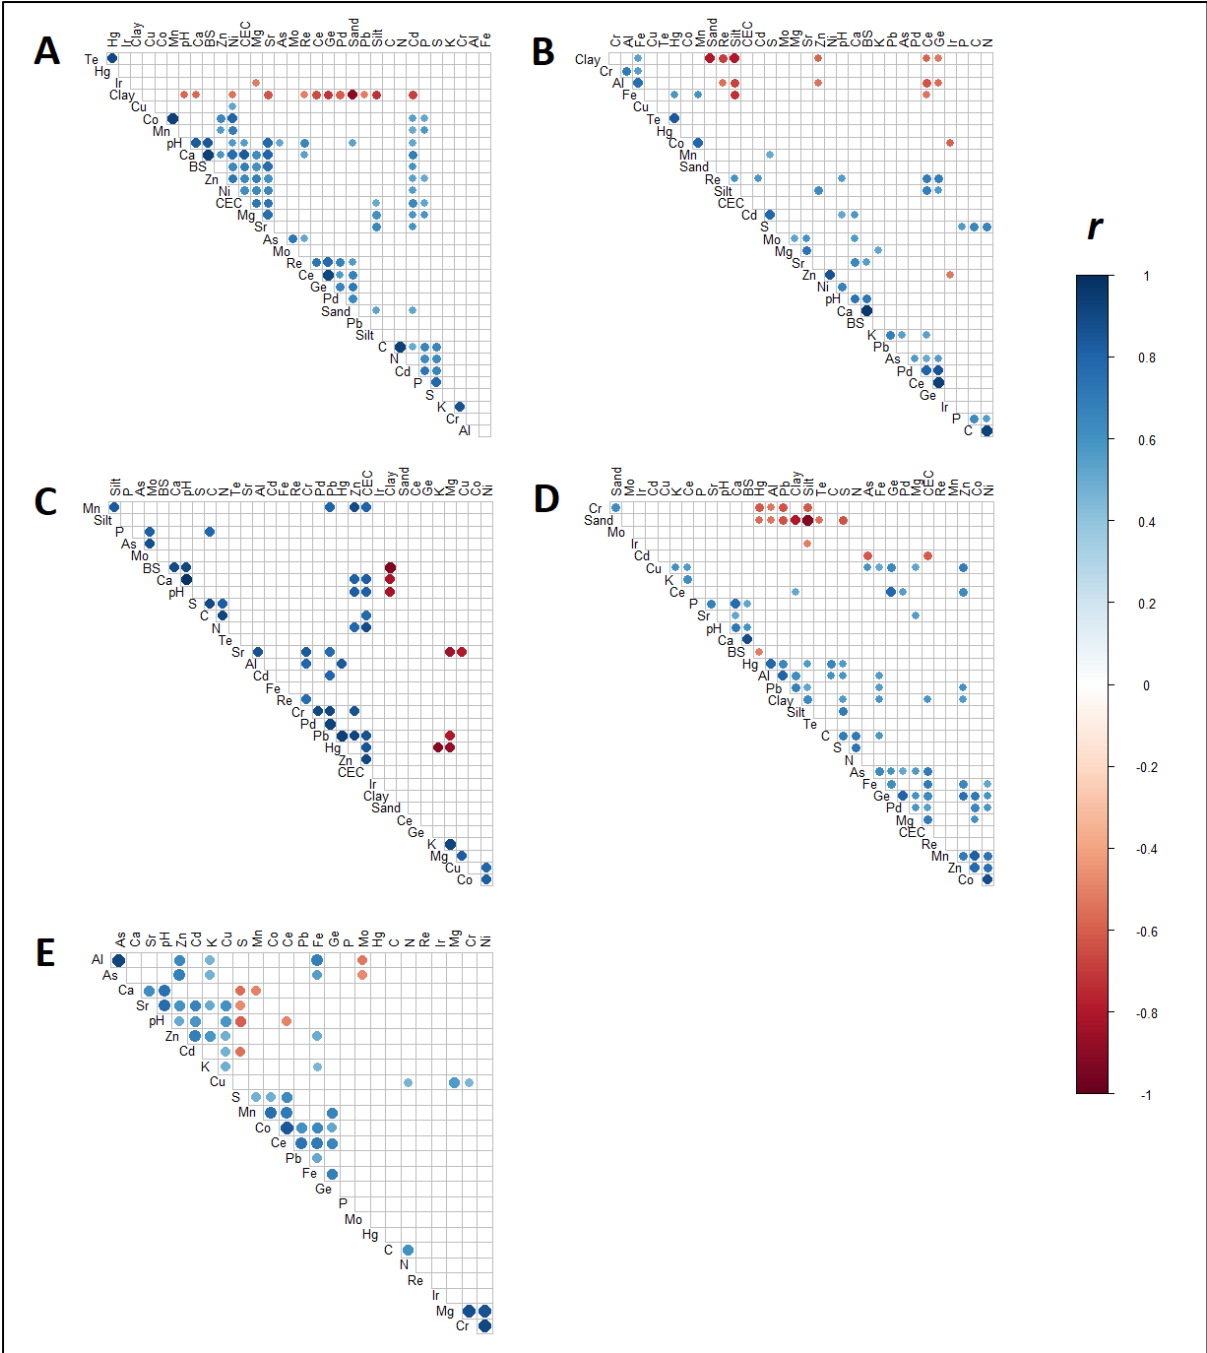 A
Hg Ir Clay Cu Co Mn pH Ca BS Zn Ni CEC Mg Sr As Mo Re Ce Ge Pd Sand Pb Silt C N Cd P S K Cr Al Fe
Te
Hg
Ir
Clay
Cu
Co
Mn
pH
Ca
BS
Zn
Ni
CEC
Mg
Sr
As
Mo
Re
Ce
Ge
Pd
Sand
Pb
Silt
C
N
Cd
P
S
K
Cr
Al
B
Cr Al Fe Cu Te Hg Co Mn Sand Re Silt CEC Cd S Mo Mg Sr Zn Ni pH Ca BS K Pb As Pd Ce Ge Ir P C N
Clay
Cr
Al
Fe
Cu
Te
Hg
Co
Mn
Sand
Re
Silt
CEC
Cd
S
Mo
Mg
Sr
Zn
Ni
pH
Ca
BS
K
Pb
As
Pd
Ce
Ge
Ir
P
C
C
Silt P As Mo BS Ca pH S C N Te Sr Al Cd Fe Re Cr Pd Pb Hg Zn CEC Ir Clay Sand Ce Ge K Mg Cu Co Ni
Mn
Silt
P
As
Mo
BS
Ca
pH
S
C
N
Te
Sr
Al
Cd
Fe
Re
Cr
Pd
Pb
Hg
Zn
CEC
Ir
Clay
Sand
Ce
Ge
K
Mg
Cu
Co
D
Sand Mo Ir Cd Cu K Ce P Sr pH Ca BS Hg Al Pb Clay Silt Te C S N As Fe Ge Pd Mg CEC Re Mn Zn Co Ni
Cr
Sand
Mo
Ir
Cd
Cu
K
Ce
P
Sr
pH
Ca
BS
Hg
Al
Pb
Clay
Silt
Te
C
S
N
As
Fe
Ge
Pd
Mg
CEC
Re
Mn
Zn
Co
E
As Ca Sr pH Zn Cd K Cu S Mn Co Ce Pb Fe Ge P Mo Hg C N Re Ir Mg Cr Ni
Al
As
Ca
Sr
pH
Zn
Cd
K
Cu
S
Mn
Co
Ce
Pb
Fe
Ge
P
Mo
Hg
C
N
Re
Ir
Mg
Cr
r
1
0.8
0.6
0.4
0.2
0
-0.2
-0.4
-0.6
-0.8
-1